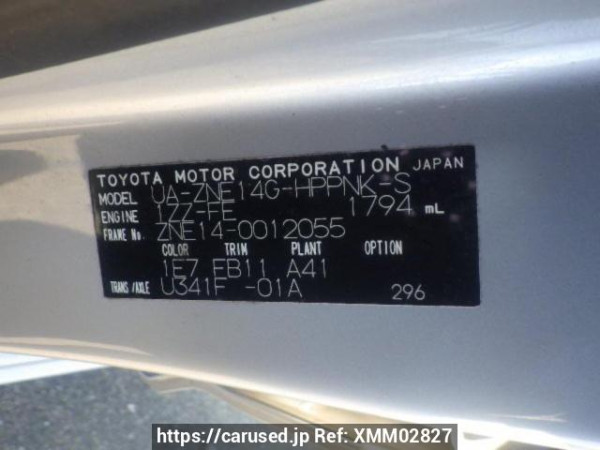 TOYOTA MOTOR CORPORATION JAPAN
MODEL UA-ZNE14G-HPPNK-S
ENGINE 1ZZ-FE 1794 mL
FRAME No. ZNE14-0012055
COLOR TRIM PLANT OPTION
1E7 EB11 A41
TRANS/AXLE U341F -01A 296
https://carused.jp Ref: XMM02827